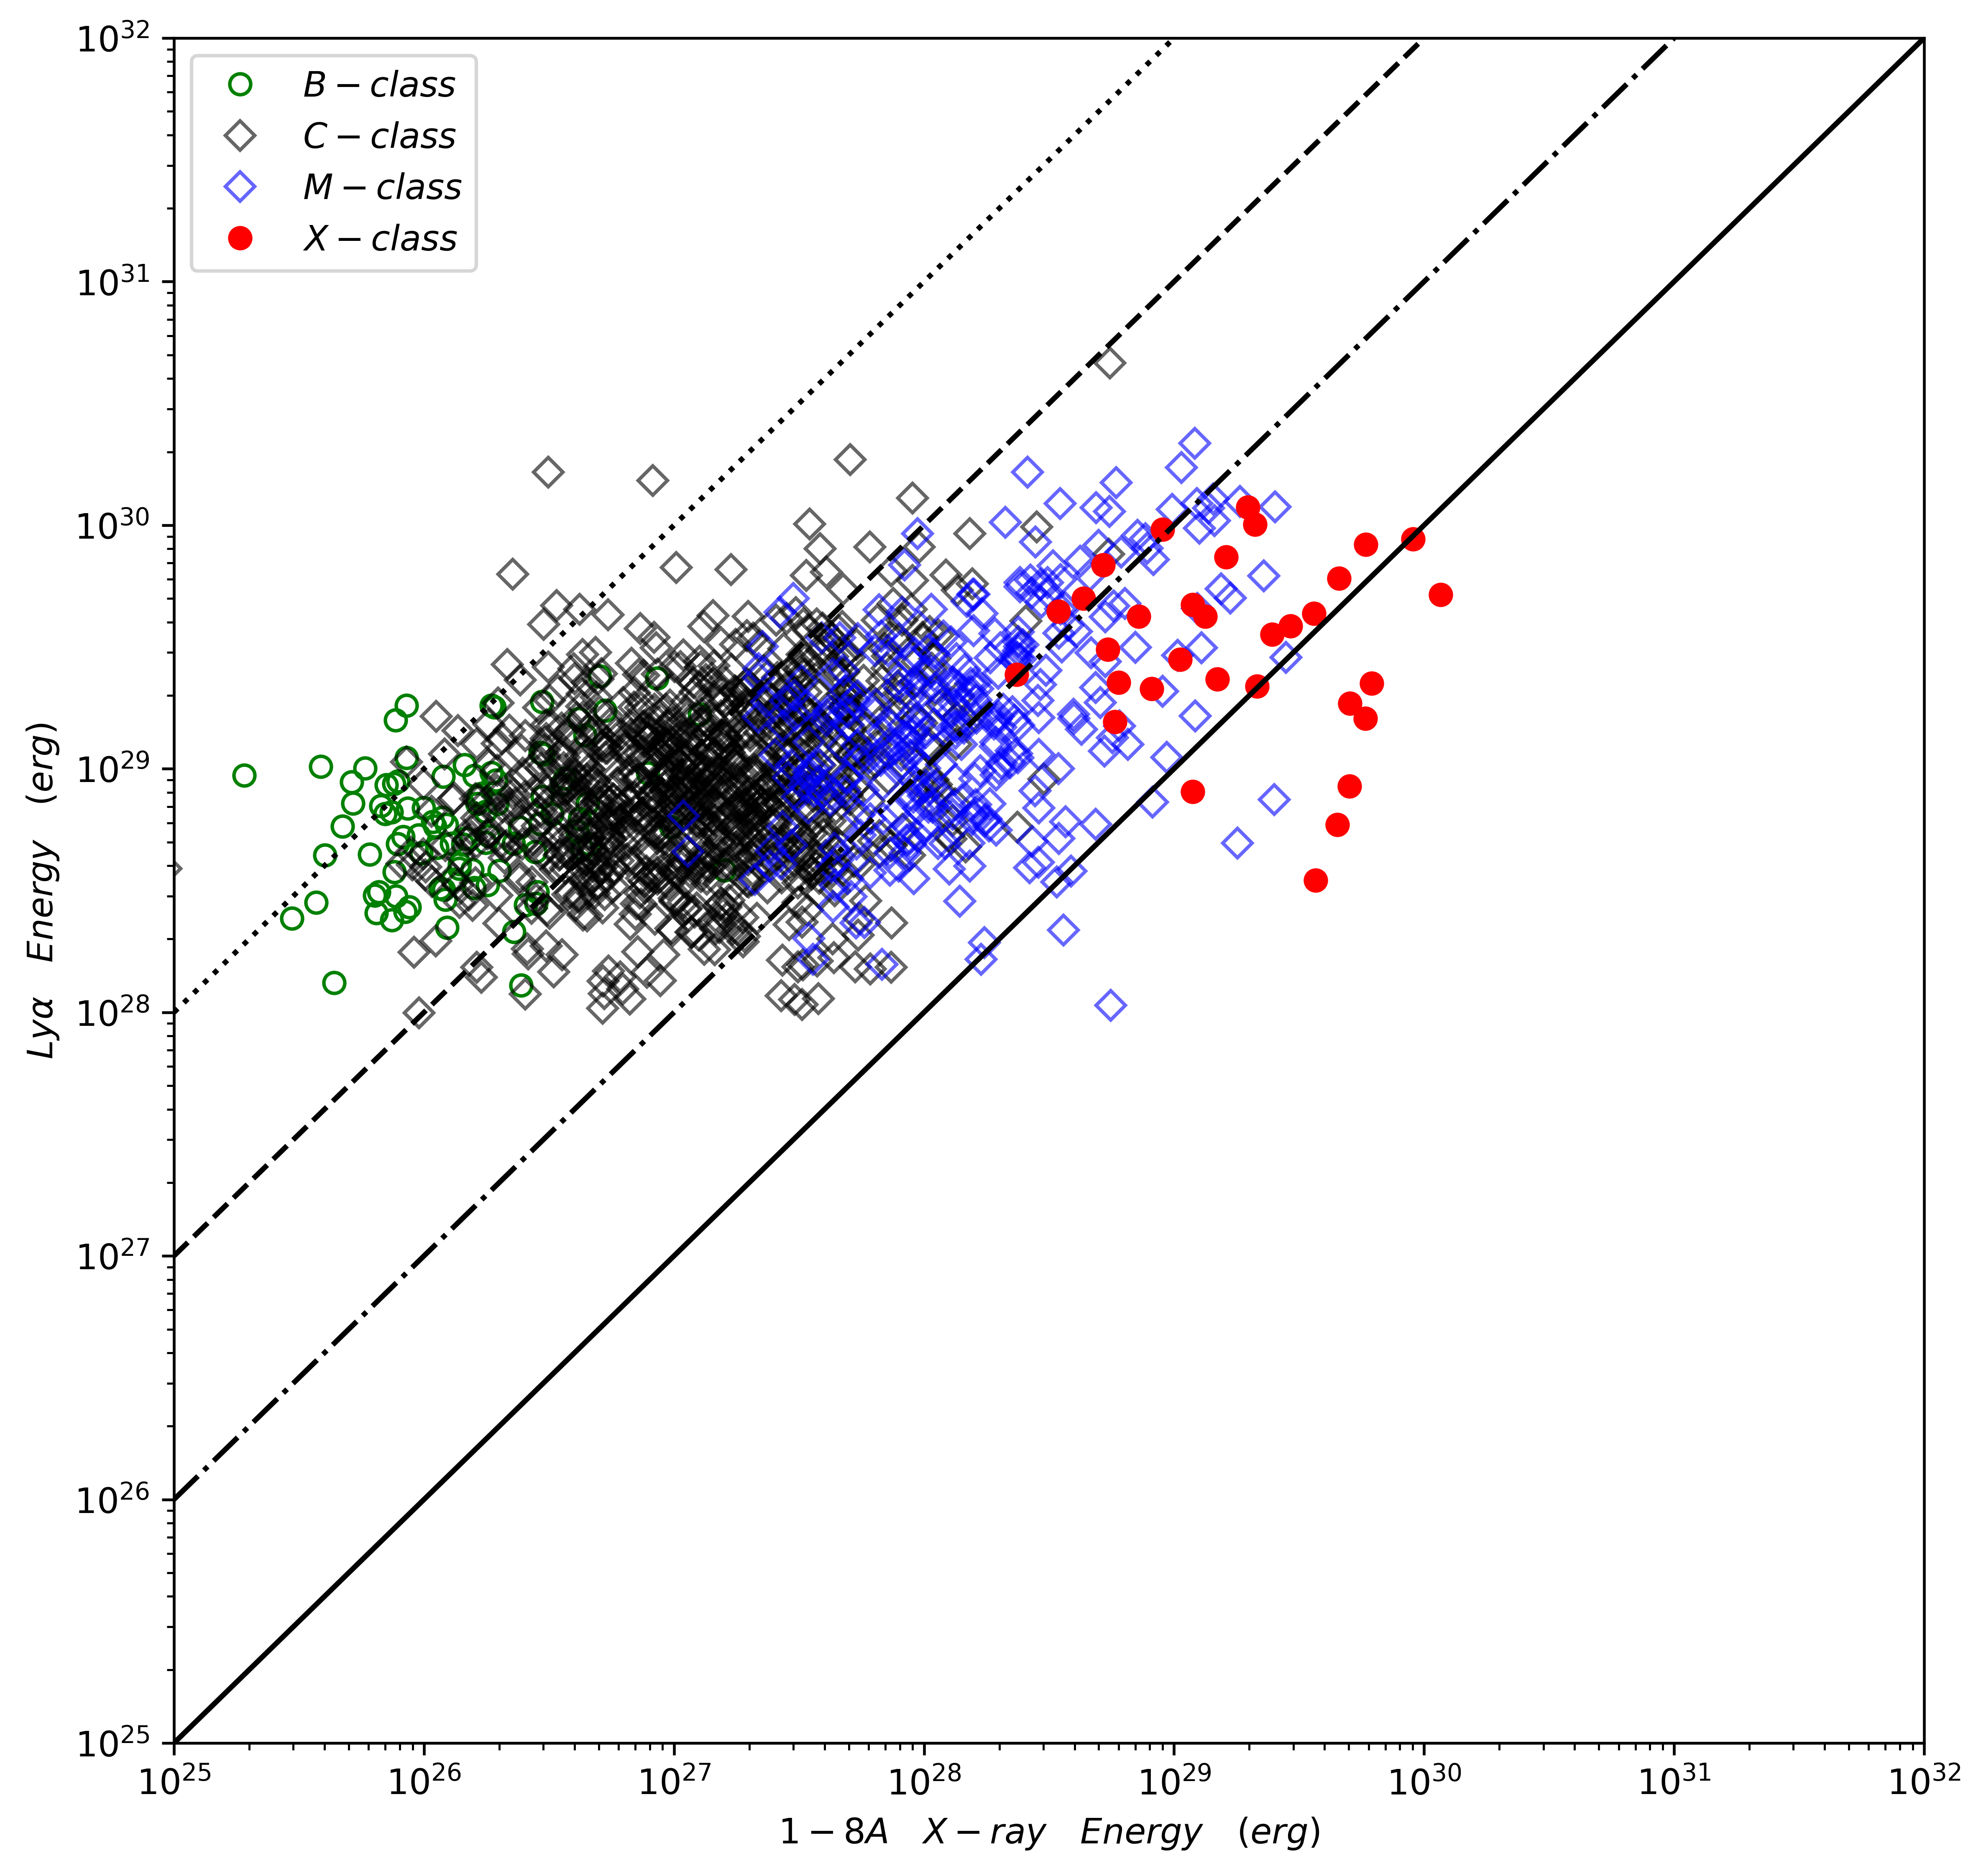 B − class
C − class
M − class
X − class
10^32
10^31
10^30
10^29
10^28
10^27
10^26
10^25
Lyα Energy (erg)
10^25 10^26 10^27 10^28 10^29 10^30 10^31 10^32
1 − 8A X − ray Energy (erg)